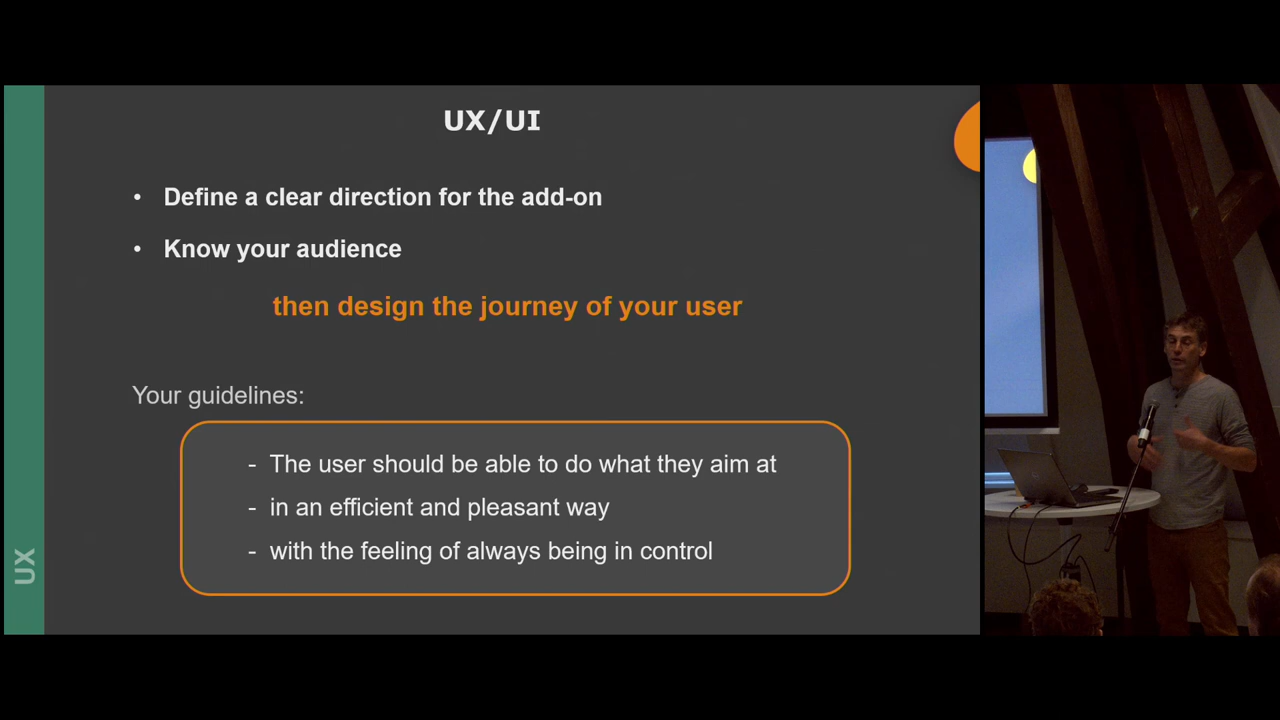 UX/UI
• Define a clear direction for the add-on
• Know your audience
then design the journey of your user
Your guidelines:
- The user should be able to do what they aim at
- in an efficient and pleasant way
- with the feeling of always being in control
UX